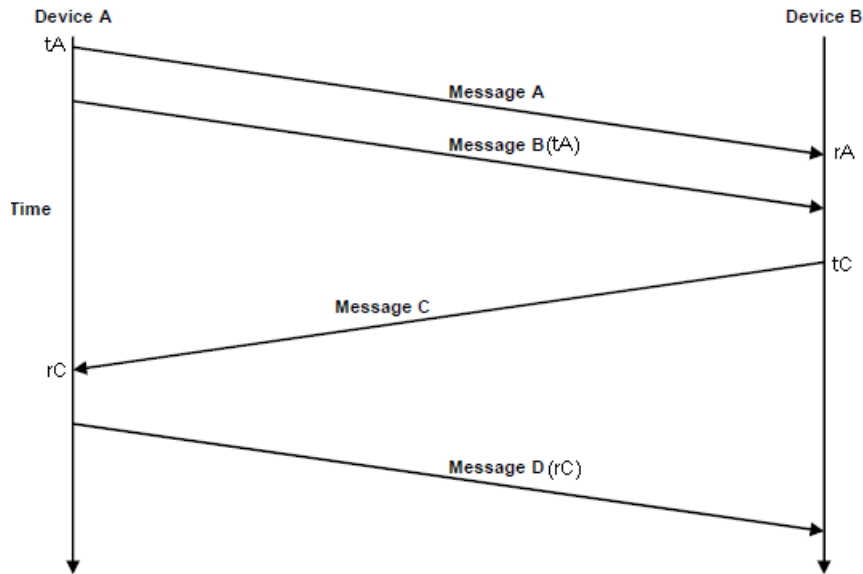 Device A
Device B
tA
Message A
Message B(tA)
rA
Time
tC
Message C
rC
Message D(rC)